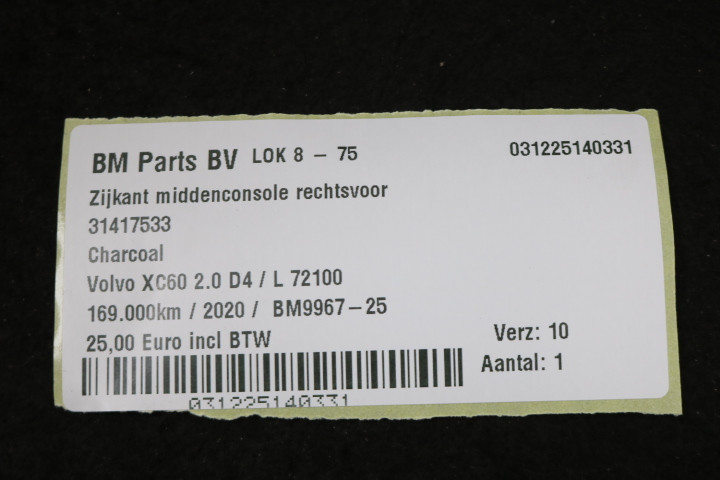 BM Parts BV LOK 8 – 75 031225140331
Zijkant middenconsole rechtsvoor
31417533
Charcoal
Volvo XC60 2.0 D4 / L 72100
169.000km / 2020 / BM9967–25
25,00 Euro incl BTW
Verz: 10
Aantal: 1
031225140331